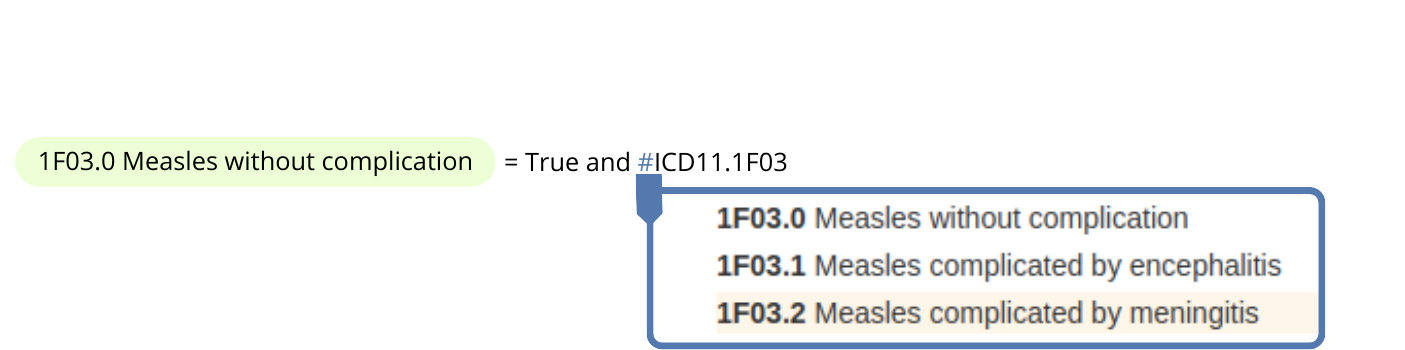 1F03.0 Measles without complication = True and #ICD11.1F03
1F03.0 Measles without complication
1F03.1 Measles complicated by encephalitis
1F03.2 Measles complicated by meningitis